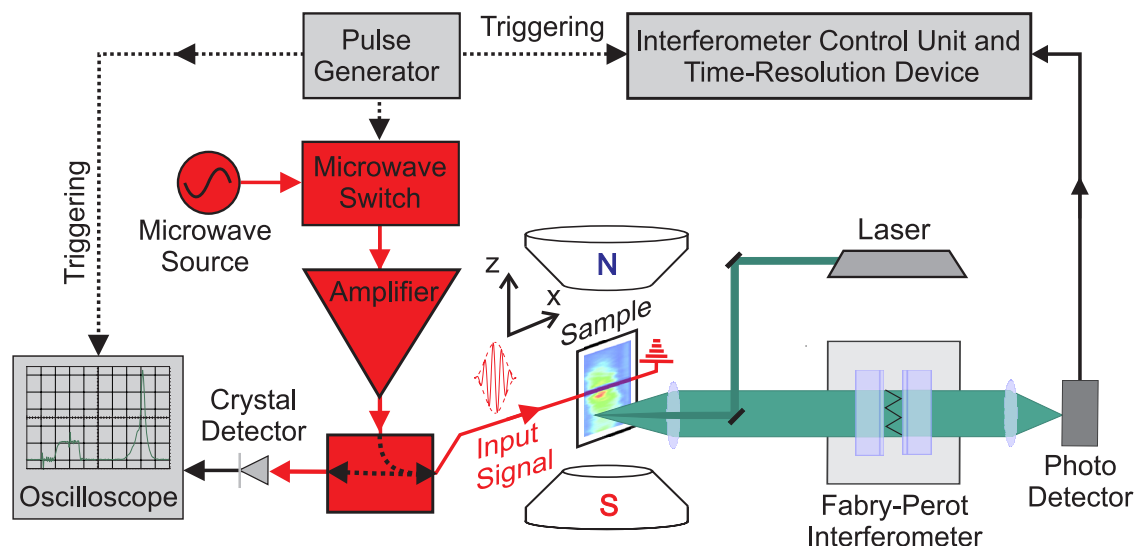 Pulse
Generator
Triggering
Interferometer Control Unit and
Time-Resolution Device
Triggering
Microwave
Switch
Microwave
Source
Amplifier
N
Z
X
Sample
Laser
Crystal
Detector
Input
Signal
Oscilloscope
S
Fabry-Perot
Interferometer
Photo
Detector